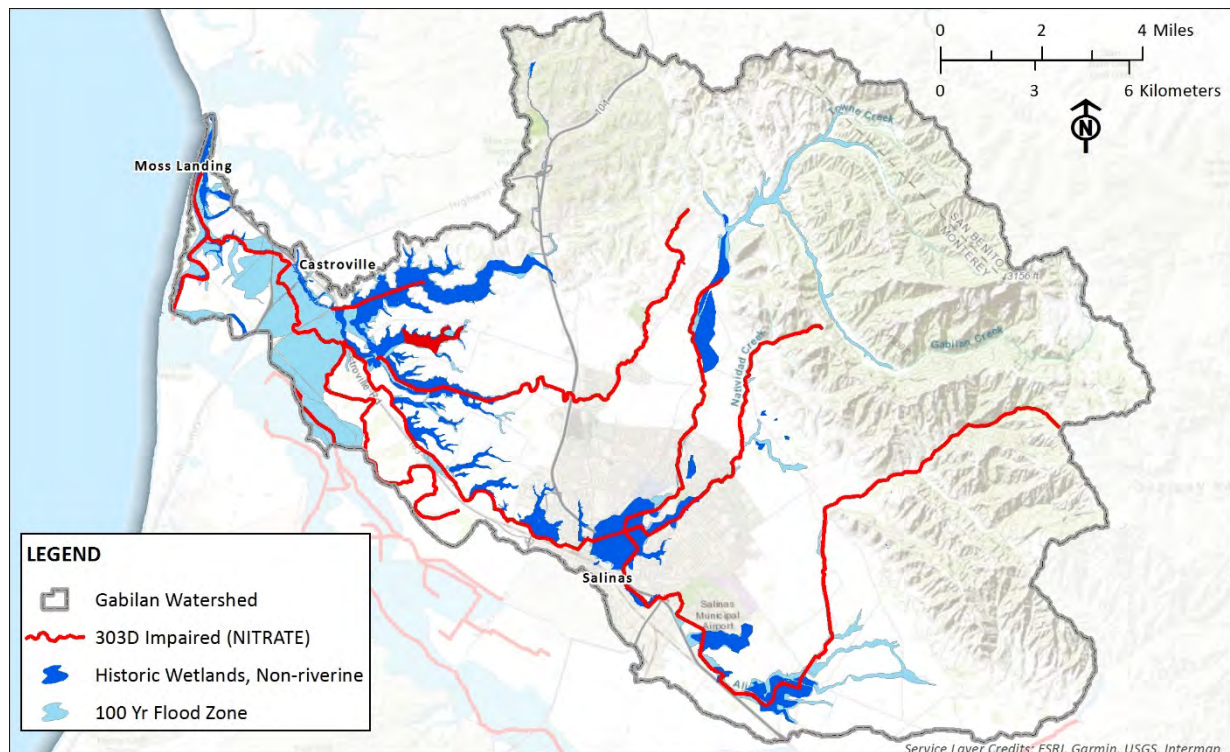 0 2 4 Miles
0 3 6 Kilometers
N
101
Towne Creek
Moss Landing
SAN BENITO
MONTEREY
Castroville
3156 ft
Gabilan Creek
Natividad Creek
Salinas
Salinas
Municipal
Airport
LEGEND
Gabilan Watershed
303D Impaired (NITRATE)
Historic Wetlands, Non-riverine
100 Yr Flood Zone
Service Layer Credits: ESRI, Garmin, USGS, Intermap